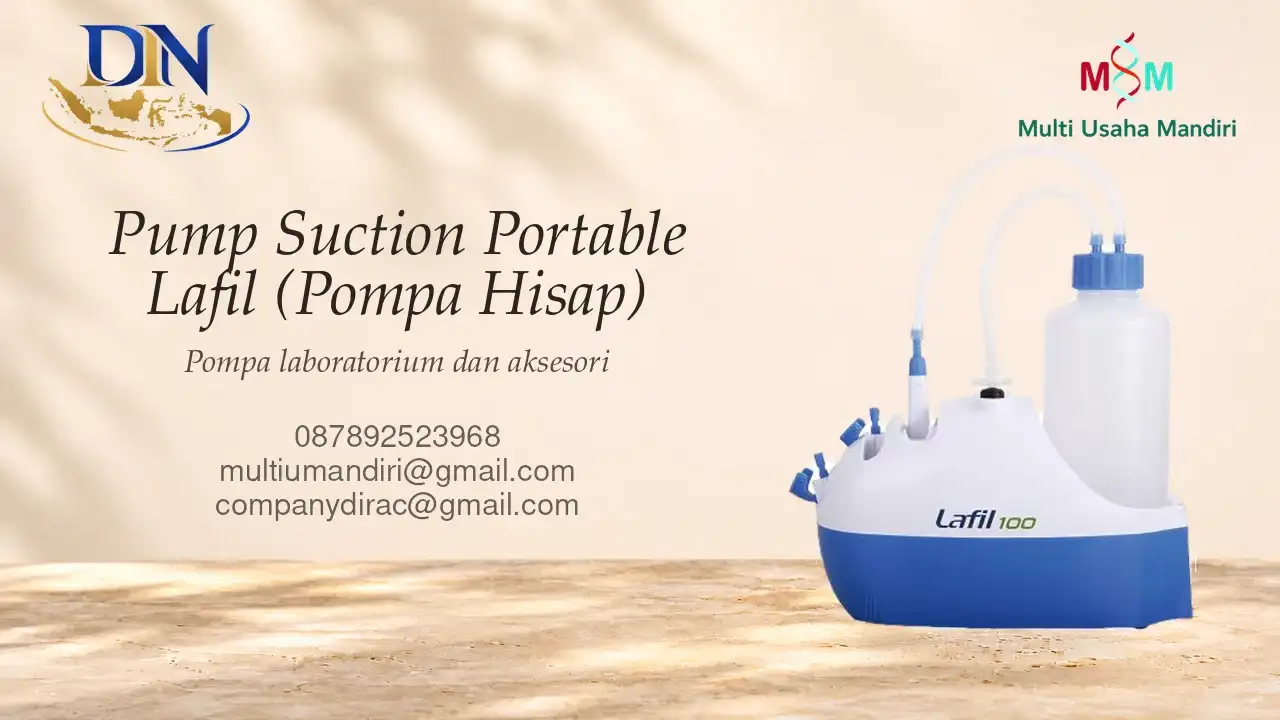 DIN
MSM
Multi Usaha Mandiri
Pump Suction Portable
Lafil (Pompa Hisap)
Pompa laboratorium dan aksesori
087892523968
multiumandiri@gmail.com
companydirac@gmail.com
Lafil 100